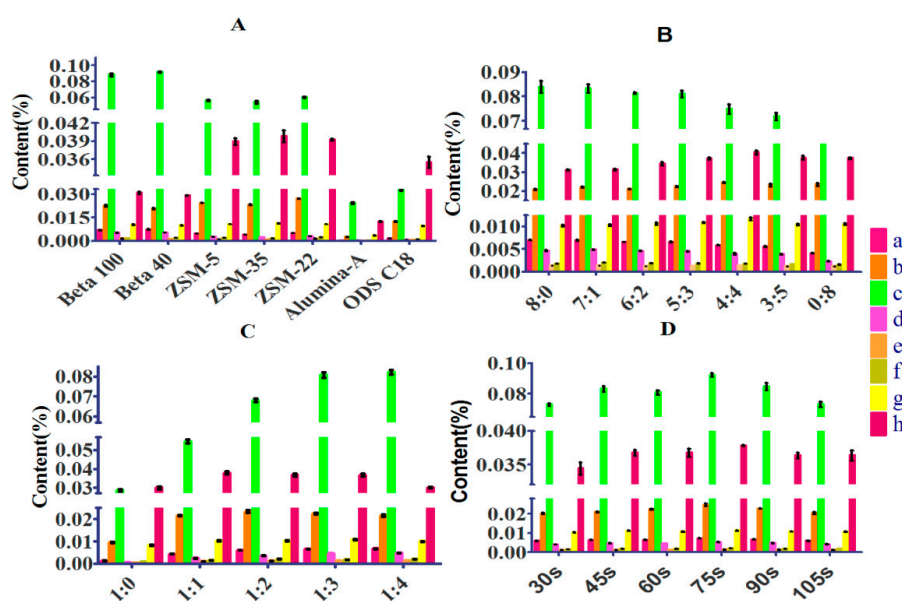 A
Content(%)
0.10
0.08
0.06
0.042
0.039
0.036
0.030
0.015
0.000
Beta 100
Beta 40
ZSM-5
ZSM-35
ZSM-22
Alumina-A
ODS C18
B
Content(%)
0.09
0.08
0.07
0.04
0.03
0.02
0.010
0.005
0.000
8:0
7:1
6:2
5:3
4:4
3:5
0:8
a
b
c
d
e
f
g
h
C
Content(%)
0.08
0.07
0.06
0.05
0.04
0.03
0.02
0.01
0.00
1:0
1:1
1:2
1:3
1:4
D
Content(%)
0.10
0.08
0.040
0.035
0.02
0.01
0.00
30s
45s
60s
75s
90s
105s